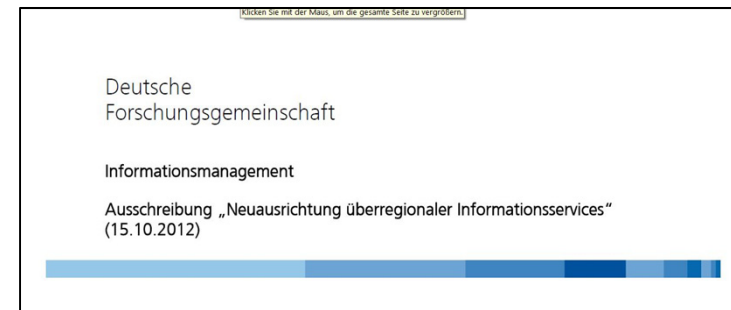 Klicken Sie mit der Maus, um die gesamte Seite zu vergrößern.
Deutsche
Forschungsgemeinschaft
Informationsmanagement
Ausschreibung „Neuausrichtung überregionaler Informationsservices“
(15.10.2012)